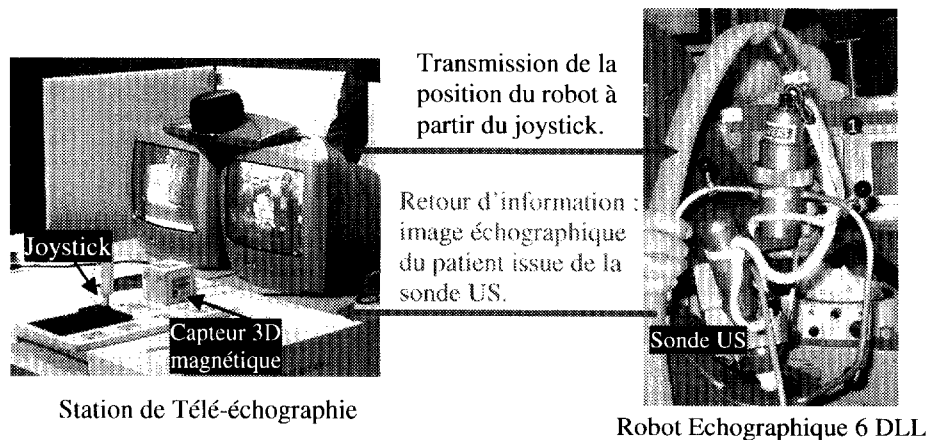 Transmission de la
position du robot à
partir du joystick.
Retour d'information :
image échographique
du patient issue de la
sonde US.
Joystick
Capteur 3D
magnétique
Sonde US
Station de Télé-échographie
Robot Echographique 6 DLL